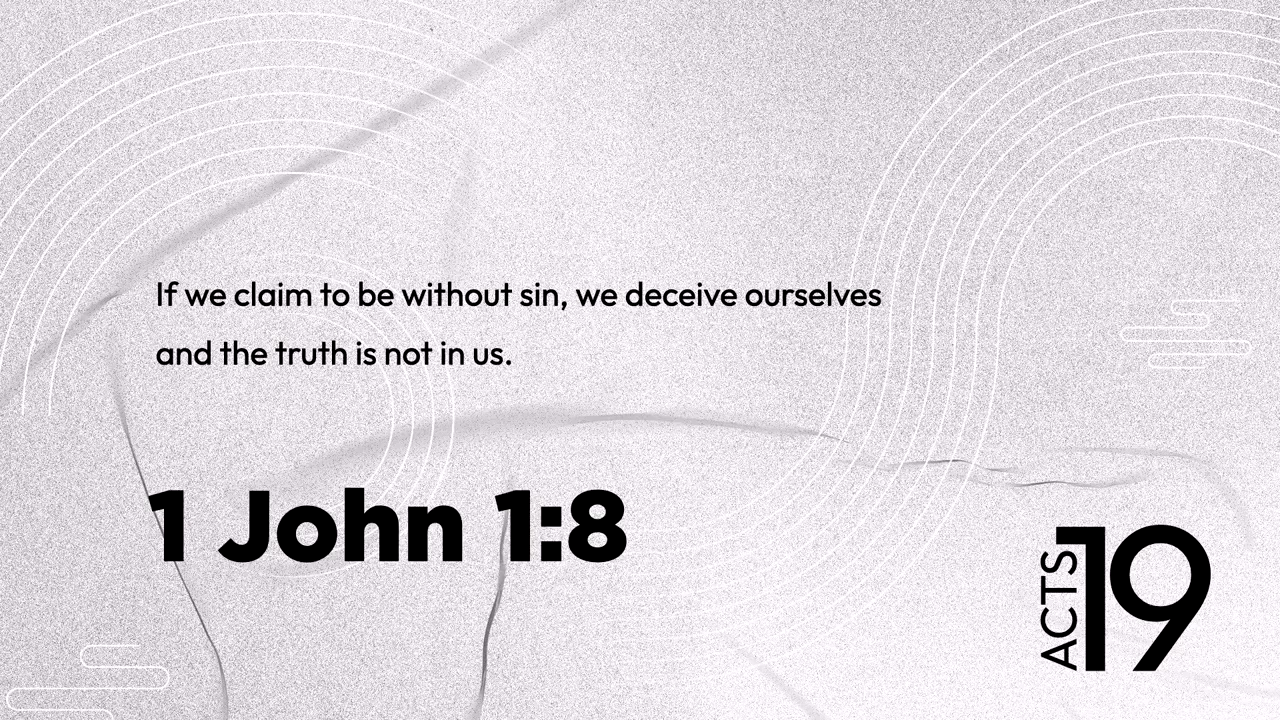 If we claim to be without sin, we deceive ourselves
and the truth is not in us.
1 John 1:8
ACTS 19